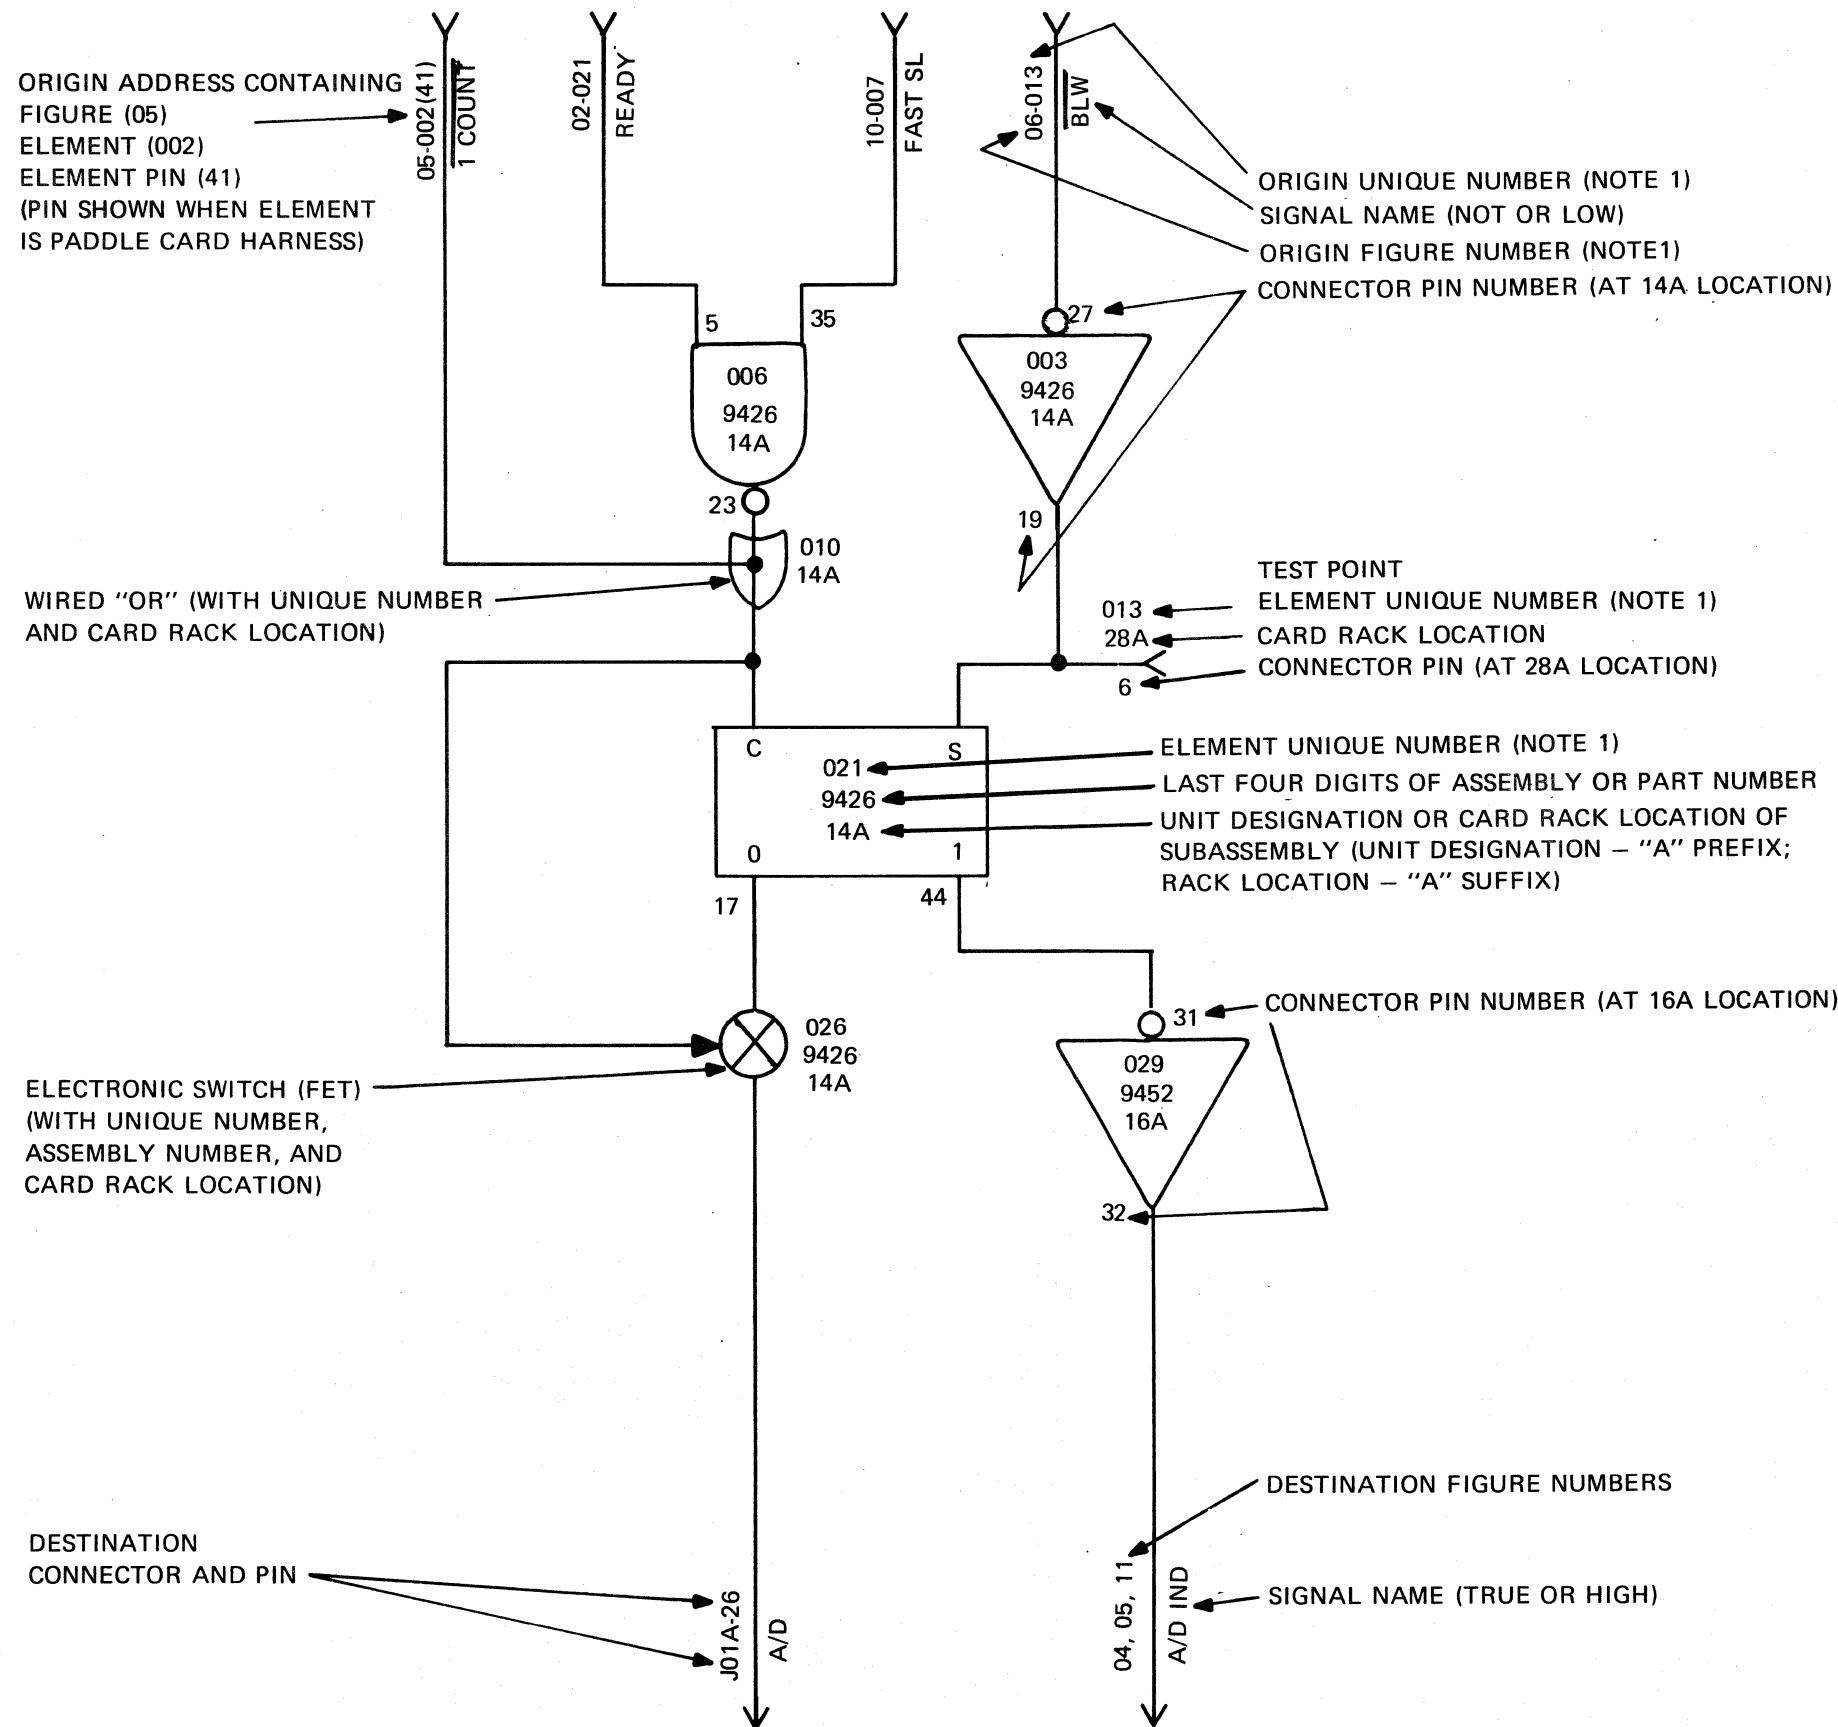 ORIGIN ADDRESS CONTAINING
FIGURE (05)
ELEMENT (002)
ELEMENT PIN (41)
(PIN SHOWN WHEN ELEMENT
IS PADDLE CARD HARNESS)
05-002(41)
1 COUNT
02-021
READY
10-007
FAST SL
06-013
BLW
ORIGIN UNIQUE NUMBER (NOTE 1)
SIGNAL NAME (NOT OR LOW)
ORIGIN FIGURE NUMBER (NOTE1)
CONNECTOR PIN NUMBER (AT 14A LOCATION)
5
35
27
006
9426
14A
003
9426
14A
23
19
010
14A
WIRED "OR" (WITH UNIQUE NUMBER
AND CARD RACK LOCATION)
TEST POINT
013
ELEMENT UNIQUE NUMBER (NOTE 1)
28A
CARD RACK LOCATION
6
CONNECTOR PIN (AT 28A LOCATION)
C
S
021
9426
14A
0
1
ELEMENT UNIQUE NUMBER (NOTE 1)
LAST FOUR DIGITS OF ASSEMBLY OR PART NUMBER
UNIT DESIGNATION OR CARD RACK LOCATION OF
SUBASSEMBLY (UNIT DESIGNATION – "A" PREFIX;
RACK LOCATION – "A" SUFFIX)
17
44
31
CONNECTOR PIN NUMBER (AT 16A LOCATION)
026
9426
14A
029
9452
16A
ELECTRONIC SWITCH (FET)
(WITH UNIQUE NUMBER,
ASSEMBLY NUMBER, AND
CARD RACK LOCATION)
32
DESTINATION FIGURE NUMBERS
DESTINATION
CONNECTOR AND PIN
J01A-26
A/D
04, 05, 11
A/D IND
SIGNAL NAME (TRUE OR HIGH)